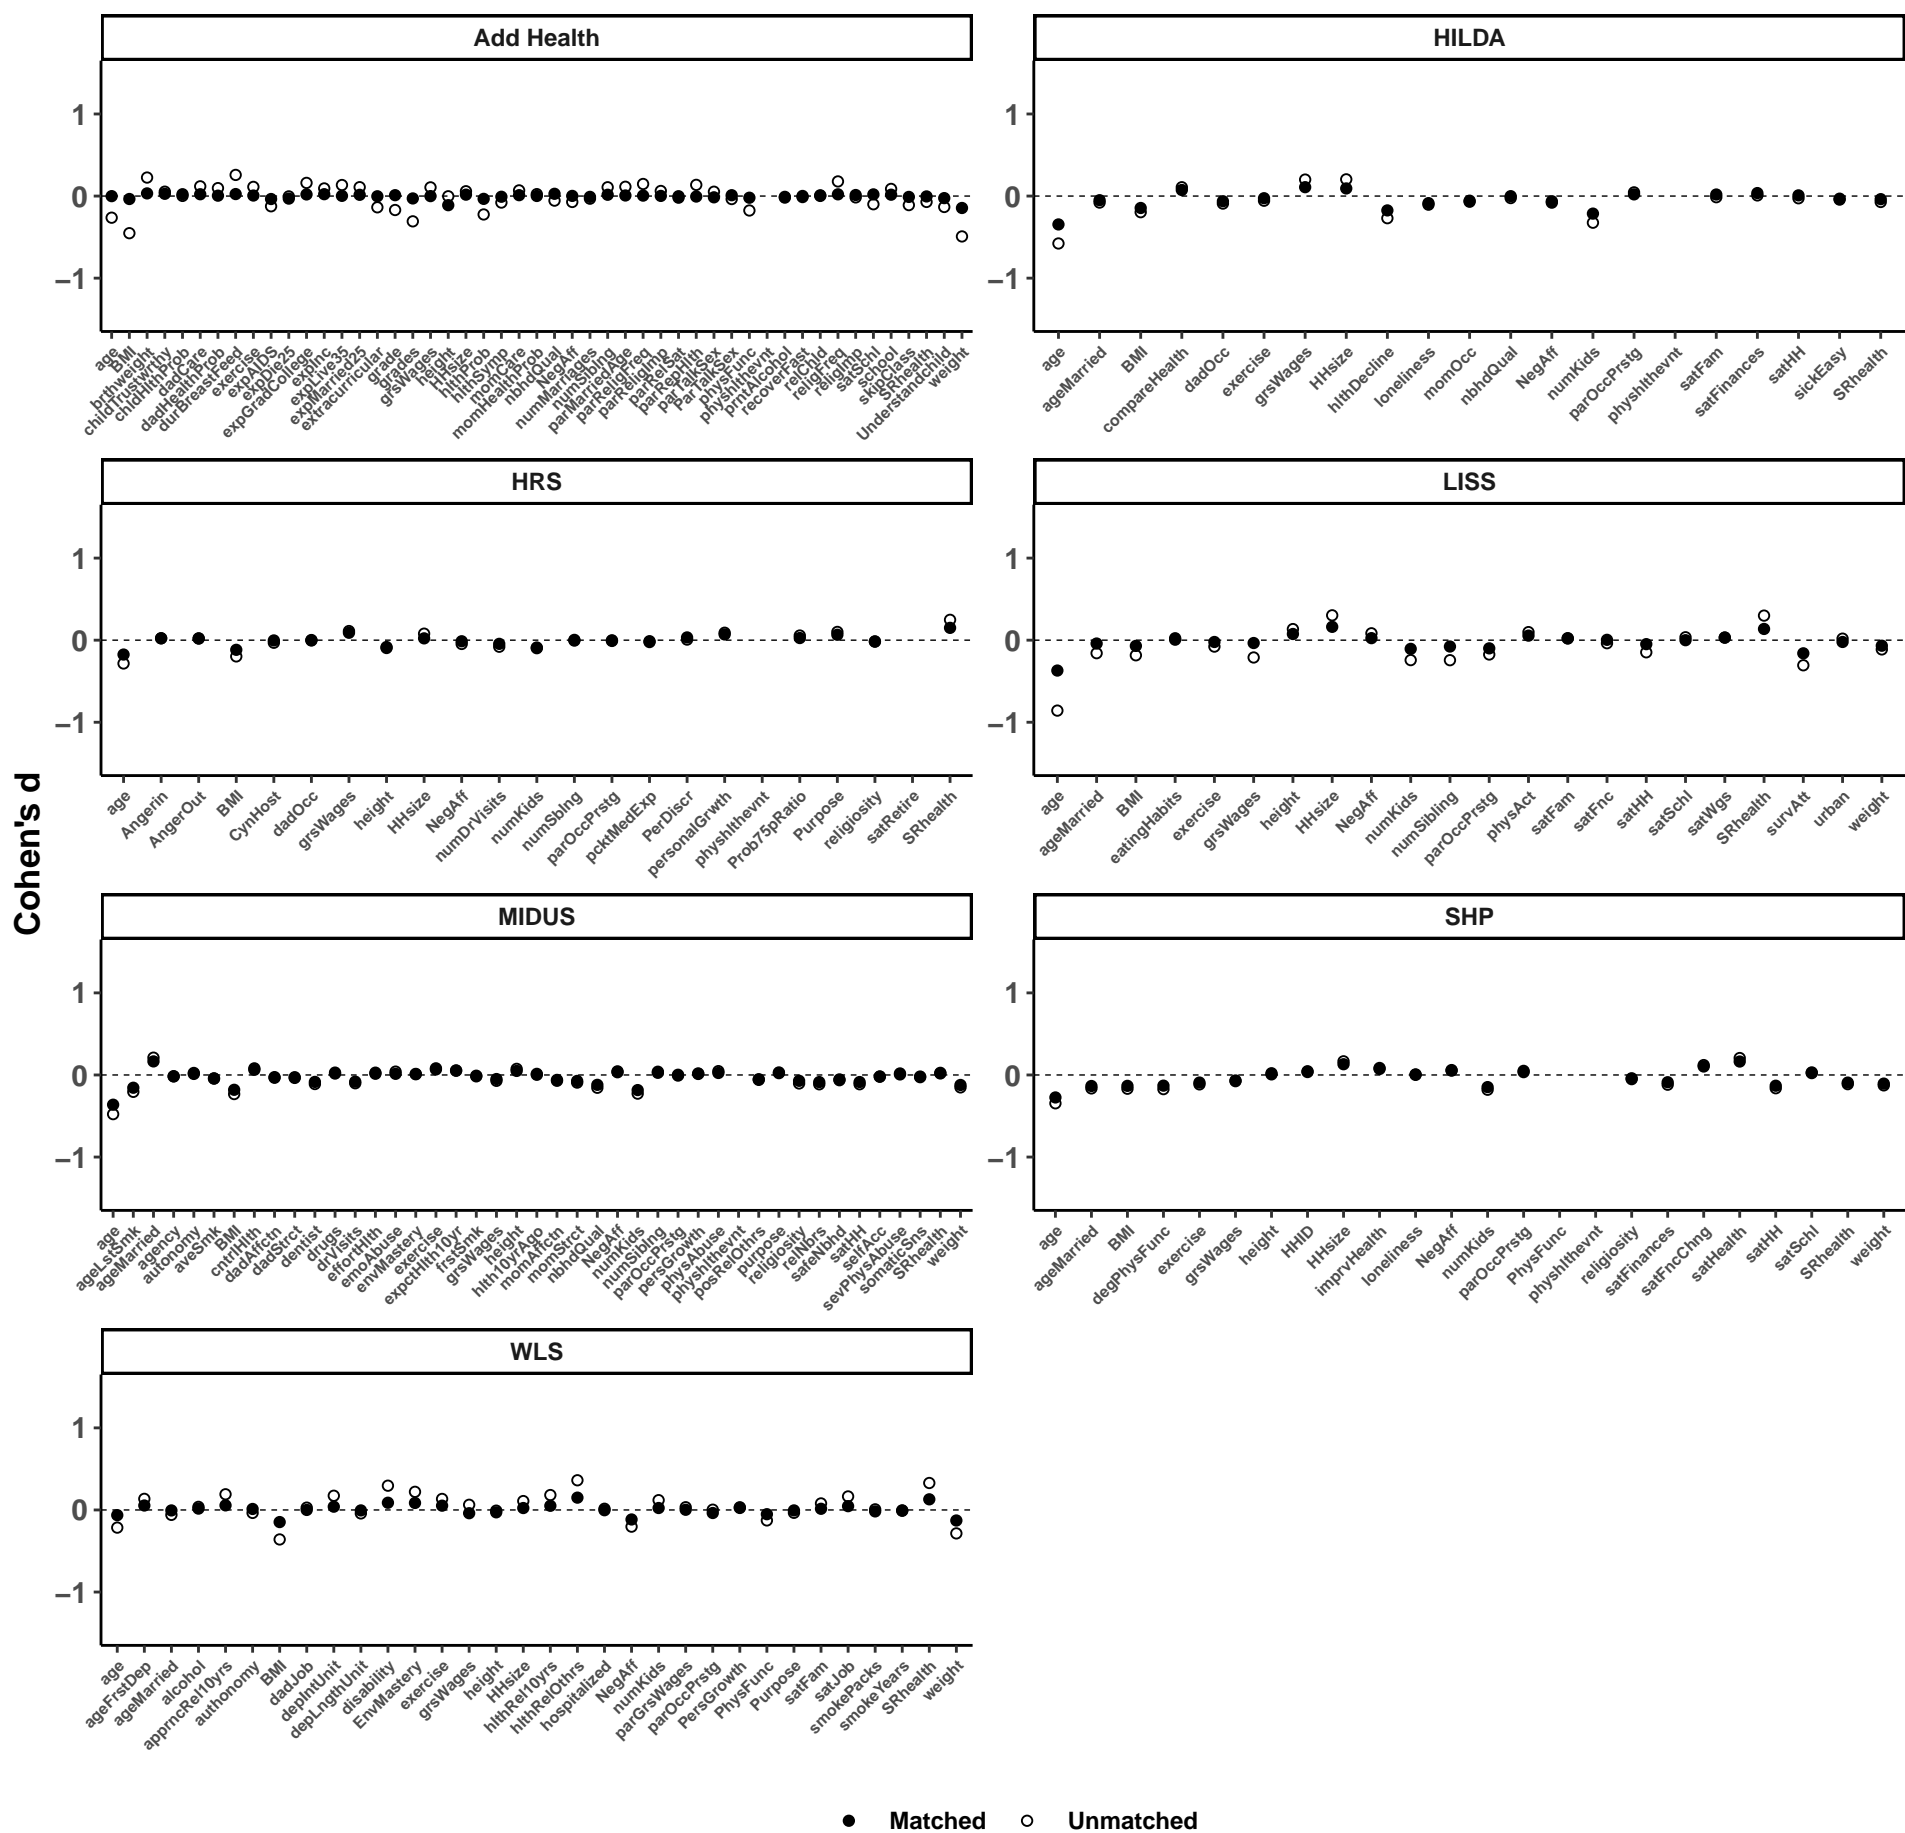 Cohen's d
Add Health
1
0
−1
age
BMI
brthweight
childTrustwrthy
chldHlthProb
dadCare
dadHealthProb
durBreastFeed
exercise
expAIDS
expDie25
expGradCollege
expInc
expLive35
expMarried25
extracurricular
grade
grades
grsWages
height
HHsize
hlthProb
hlthSymp
momCare
momHealthProb
nbhdQual
NegAff
numMarriages
numSibling
parMarriedAge
parReligFreq
parReligImp
parRelSat
parRepHlth
parTalkSex
ParTalkSex
physFunc
physhlthevnt
prntAlcohol
recoverFast
relChild
religFreq
religImp
satSchl
school
skipclass
SRhealth
Understandchild
weight
HILDA
1
0
−1
age
ageMarried
BMI
compareHealth
dadOcc
exercise
grsWages
HHsize
hlthDecline
loneliness
momOcc
nbhdQual
NegAff
numKids
parOccPrstg
physhlthevnt
satFam
satFinances
satHH
sickEasy
SRhealth
HRS
1
0
−1
age
Angerin
AngerOut
BMI
CynHost
dadOcc
grsWages
height
HHsize
NegAff
numDrVisits
numKids
numSblng
parOccPrstg
pcktMedExp
PerDiscr
personalGrwth
physhlthevnt
Prob75pRatio
Purpose
religiosity
satRetire
SRhealth
LISS
1
0
−1
age
ageMarried
BMI
eatingHabits
exercise
grsWages
height
HHsize
NegAff
numKids
numSibling
parOccPrstg
physAct
satFam
satFnc
satHH
satSchl
satWgs
SRhealth
survAtt
urban
weight
MIDUS
1
0
−1
age
ageLstSmk
ageMarried
agency
autonomy
aveSmk
BMI
cntrlHlth
dadAffctn
dadStrct
dentist
drugs
drVisits
effortHlth
emoAbuse
envMastery
exercise
expctHlth10yr
frstSmk
grsWages
height
hlth10yrAgo
momAffctn
momStrct
nbhdQual
NegAff
numKids
numSiblng
parOccPrstg
persGrowth
physAbuse
physhlthevnt
posRelOthrs
purpose
religiosity
relNbrs
safeNbhd
satHH
selfAcc
sevPhysAbuse
somaticSns
SRhealth
weight
SHP
1
0
−1
age
ageMarried
BMI
degPhysFunc
exercise
grsWages
height
HHID
HHsize
imprvHealth
loneliness
NegAff
numKids
parOccPrstg
PhysFunc
physhlthevnt
religiosity
satFinances
satFncChng
satHealth
satHH
satSchl
SRhealth
weight
WLS
1
0
−1
age
ageFrstDep
ageMarried
alcohol
apprncRel10yrs
authonomy
BMI
dadJob
depIntUnit
depLngthUnit
disability
EnvMastery
exercise
grsWages
height
HHsize
hlthRel10yrs
hlthRelOthrs
hospitalized
NegAff
numKids
parGrsWages
parOccPrstg
PersGrowth
PhysFunc
Purpose
satFam
satJob
smokePacks
smokeYears
SRhealth
weight
Matched
Unmatched